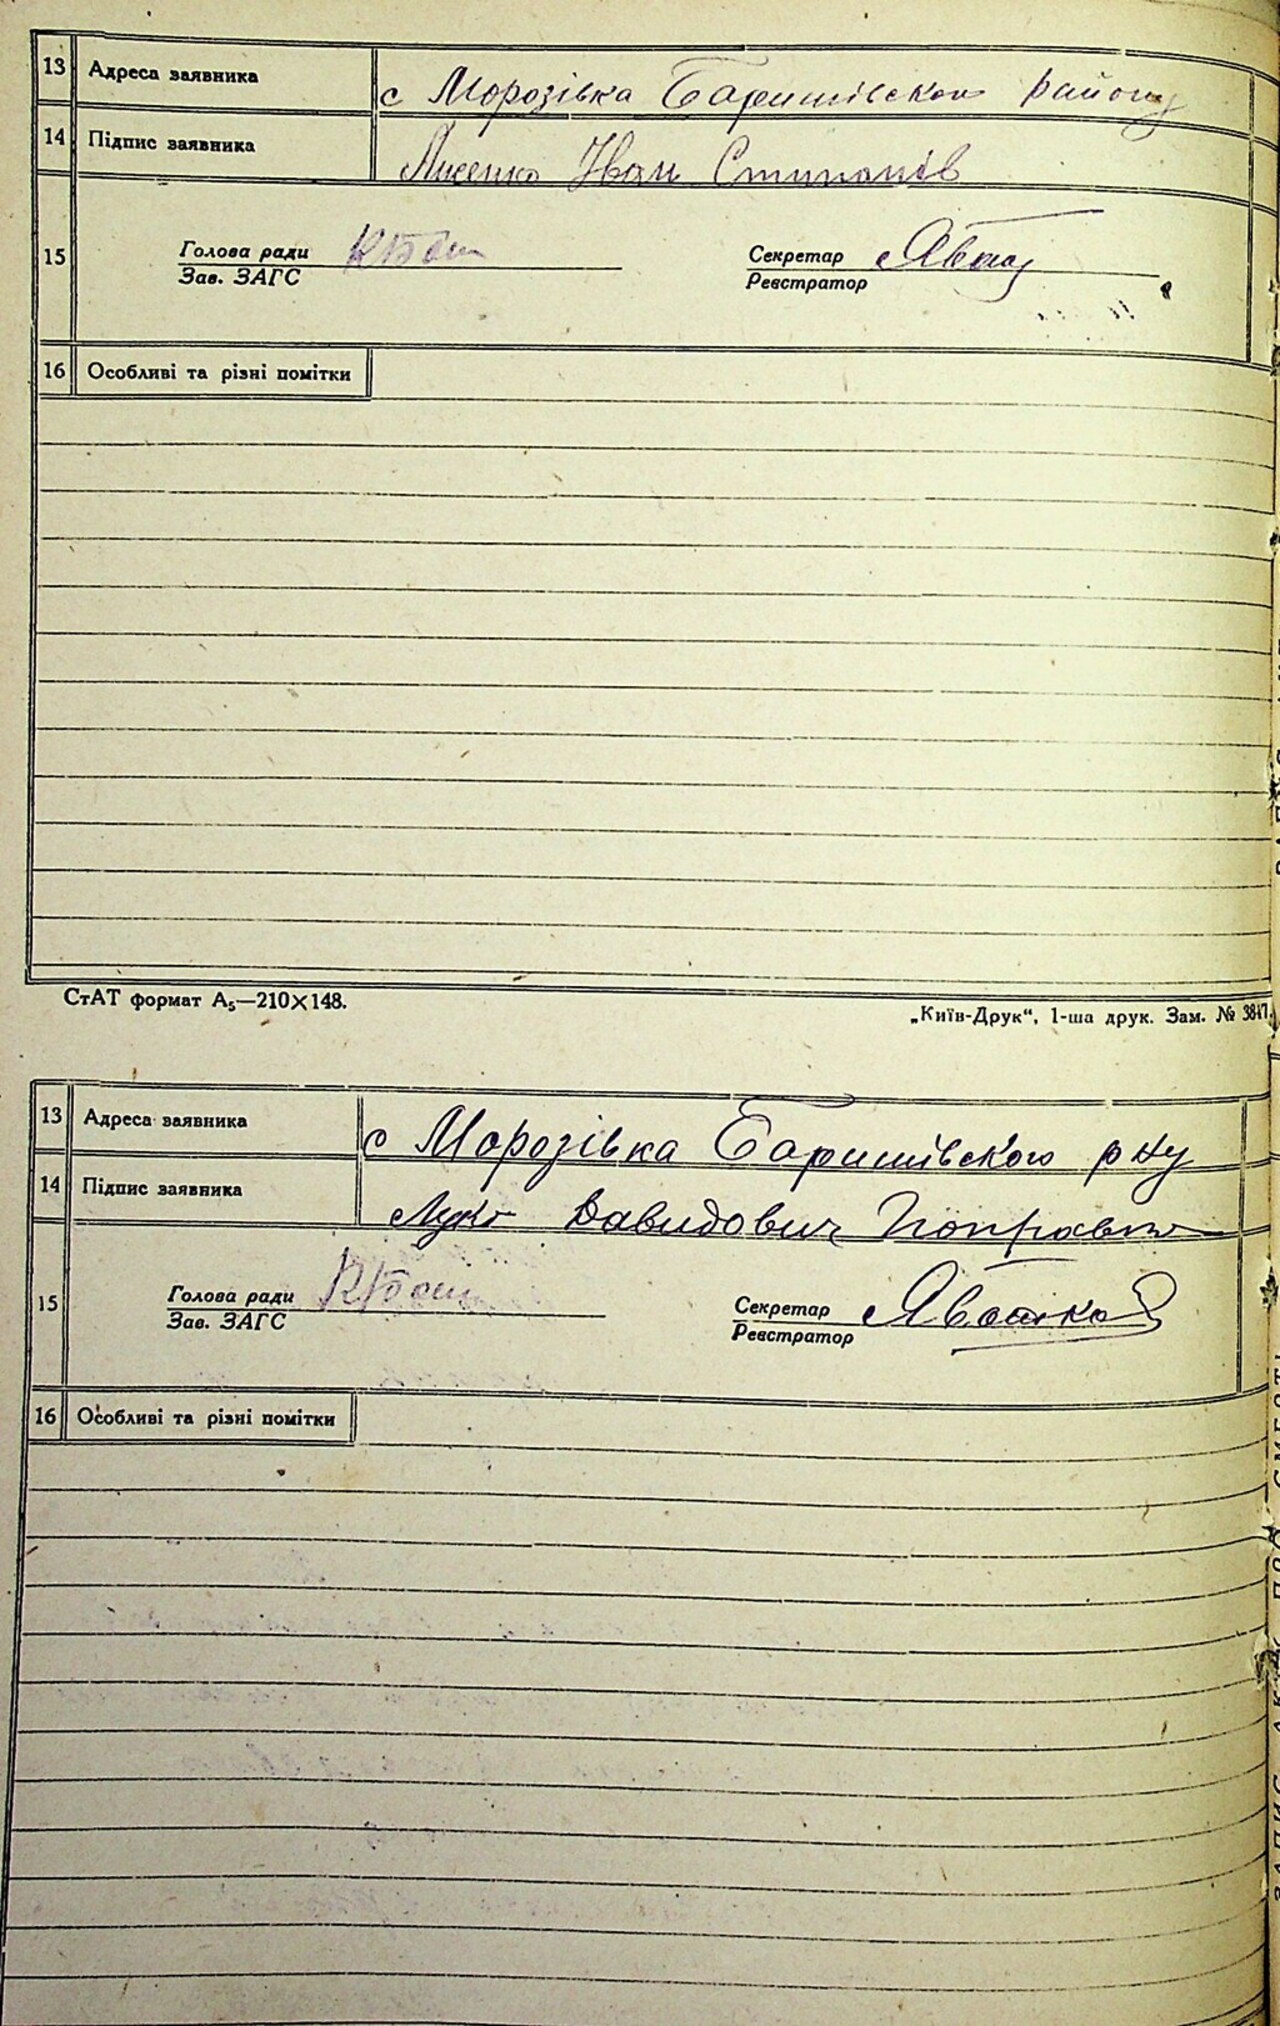 13 Адреса заявника с Морозівка Баришівского району
14 Підпис заявника Лисенко Іван Стипанів
15 Голова ради Секретар
Зав. ЗАГС Реєстратор
16 Особливі та різні помітки
СтАТ формат А₅—210×148. „Київ-Друк“, 1-ша друк. Зам. № 3847.
13 Адреса заявника с Морозівка Баришівского р ну
14 Підпис заявника Давидович
15 Голова ради Секретар
Зав. ЗАГС Реєстратор
16 Особливі та різні помітки